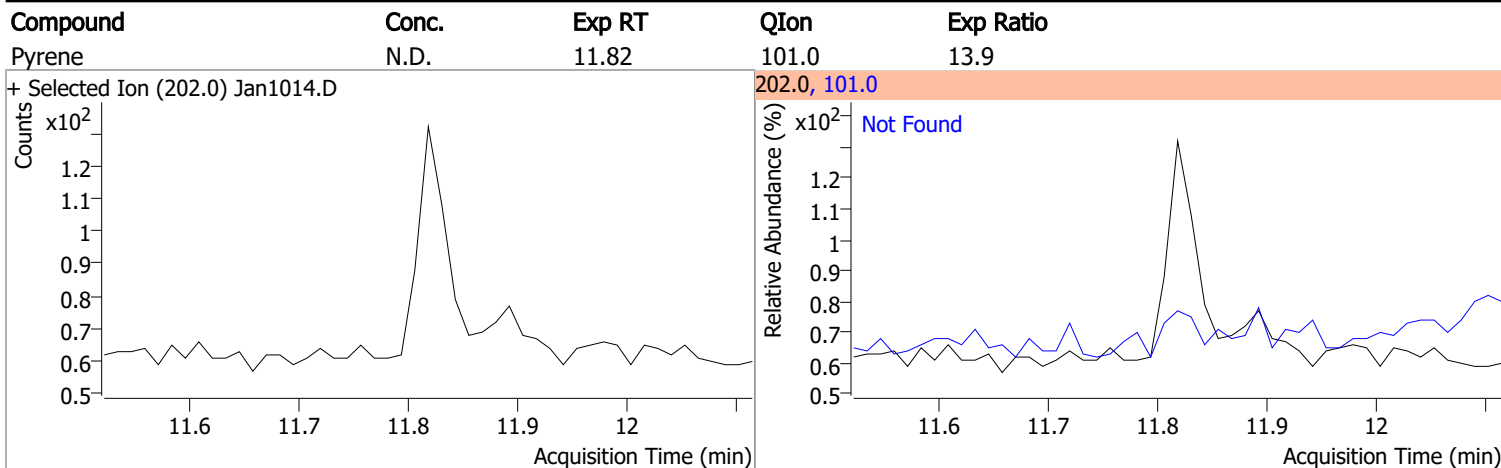 Compound Conc. Exp RT QIon Exp Ratio
Pyrene N.D. 11.82 101.0 13.9
+ Selected Ion (202.0) Jan1014.D
Counts
x10²
1.2
1.1
1
0.9
0.8
0.7
0.6
0.5
11.6 11.7 11.8 11.9 12
Acquisition Time (min)
202.0, 101.0
Relative Abundance (%)
x10²
Not Found
1.2
1.1
1
0.9
0.8
0.7
0.6
0.5
11.6 11.7 11.8 11.9 12
Acquisition Time (min)